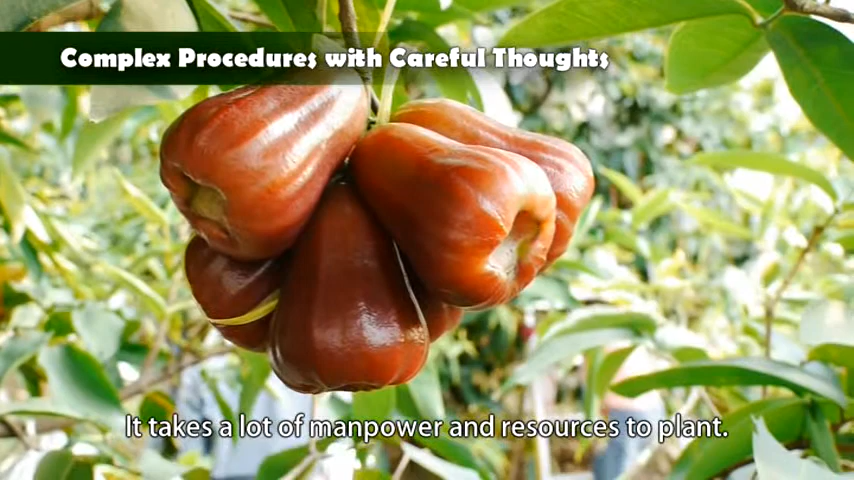 Complex Procedures with Careful Thoughts
It takes a lot of manpower and resources to plant.